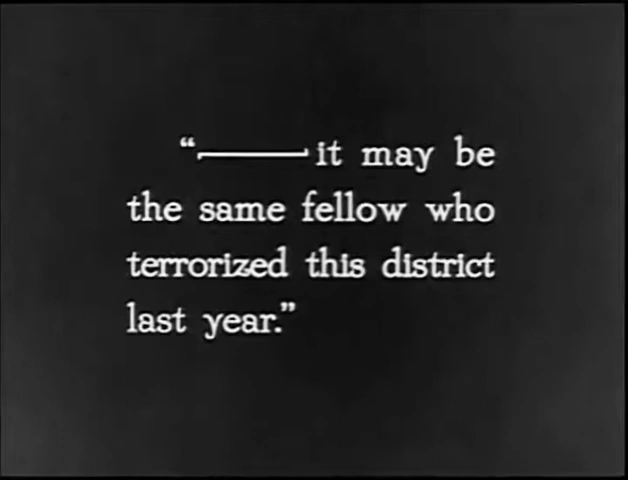 “———it may be
the same fellow who
terrorized this district
last year.”